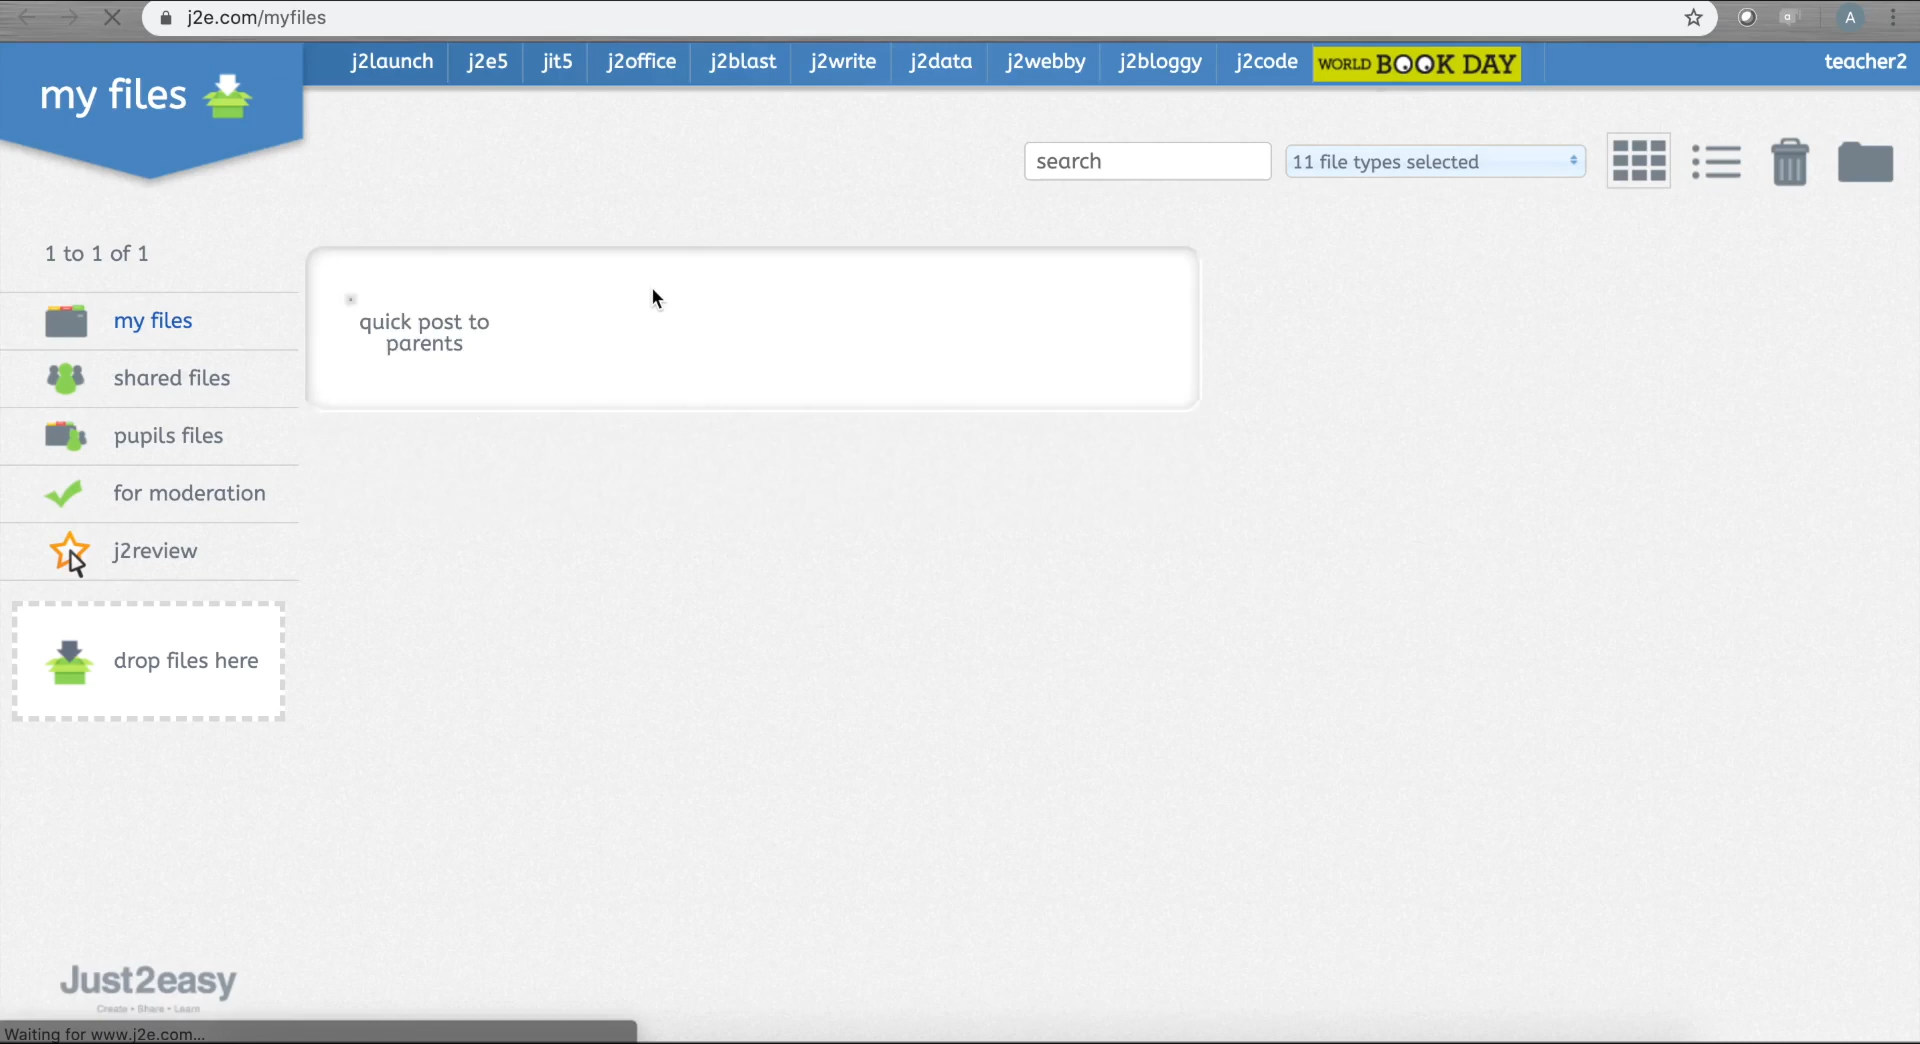 j2e.com/myfiles
A
my files
j2launch j2e5 jit5 j2office j2blast j2write j2data j2webby j2bloggy j2code WORLD BOOK DAY teacher2
search
11 file types selected
1 to 1 of 1
my files
shared files
pupils files
for moderation
j2review
drop files here
quick post to
parents
Just2easy
Create • Share • Learn
Waiting for www.j2e.com...